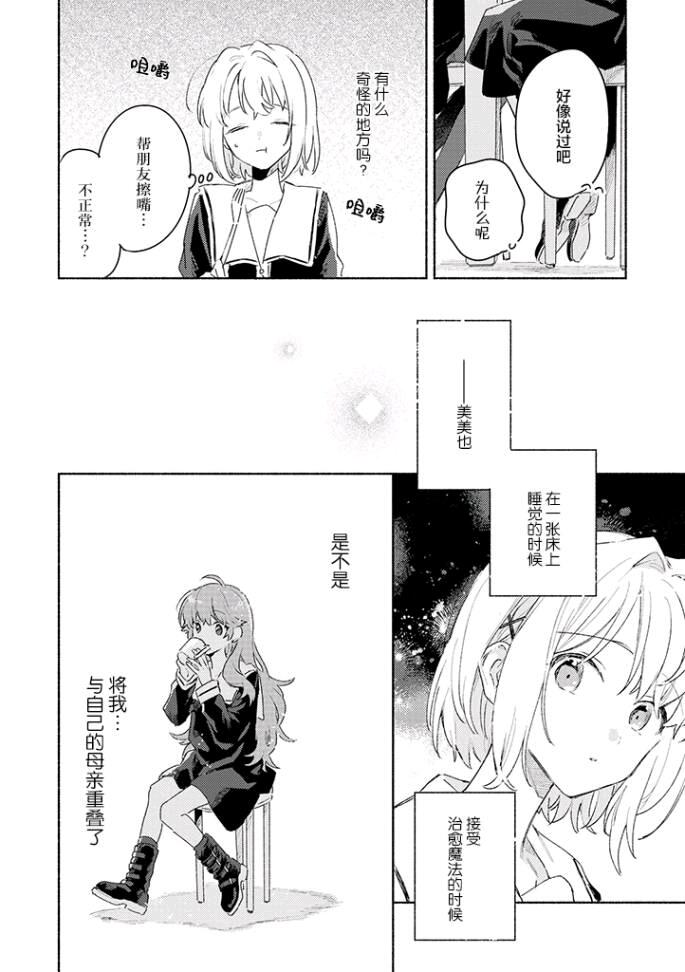 好像说过吧
为什么呢
有什么
奇怪的地方吗？
咀嚼
咀嚼
帮朋友擦嘴…
不正常…？
——美美也
在一张床上
睡觉的时候
接受
治愈魔法的时候
是不是
将我…
与自己的母亲重叠了